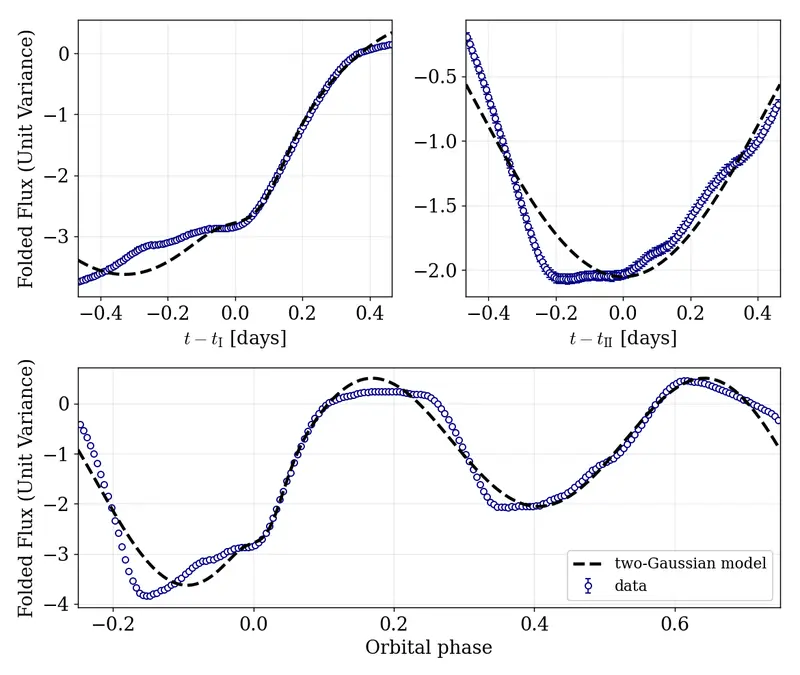 Folded Flux (Unit Variance)
0
−1
−2
−3
−0.4 −0.2 0.0 0.2 0.4
t − tI [days]
−0.5
−1.0
−1.5
−2.0
−0.4 −0.2 0.0 0.2 0.4
t − tII [days]
Folded Flux (Unit Variance)
0
−1
−2
−3
−4
−0.2 0.0 0.2 0.4 0.6
Orbital phase
two-Gaussian model
data